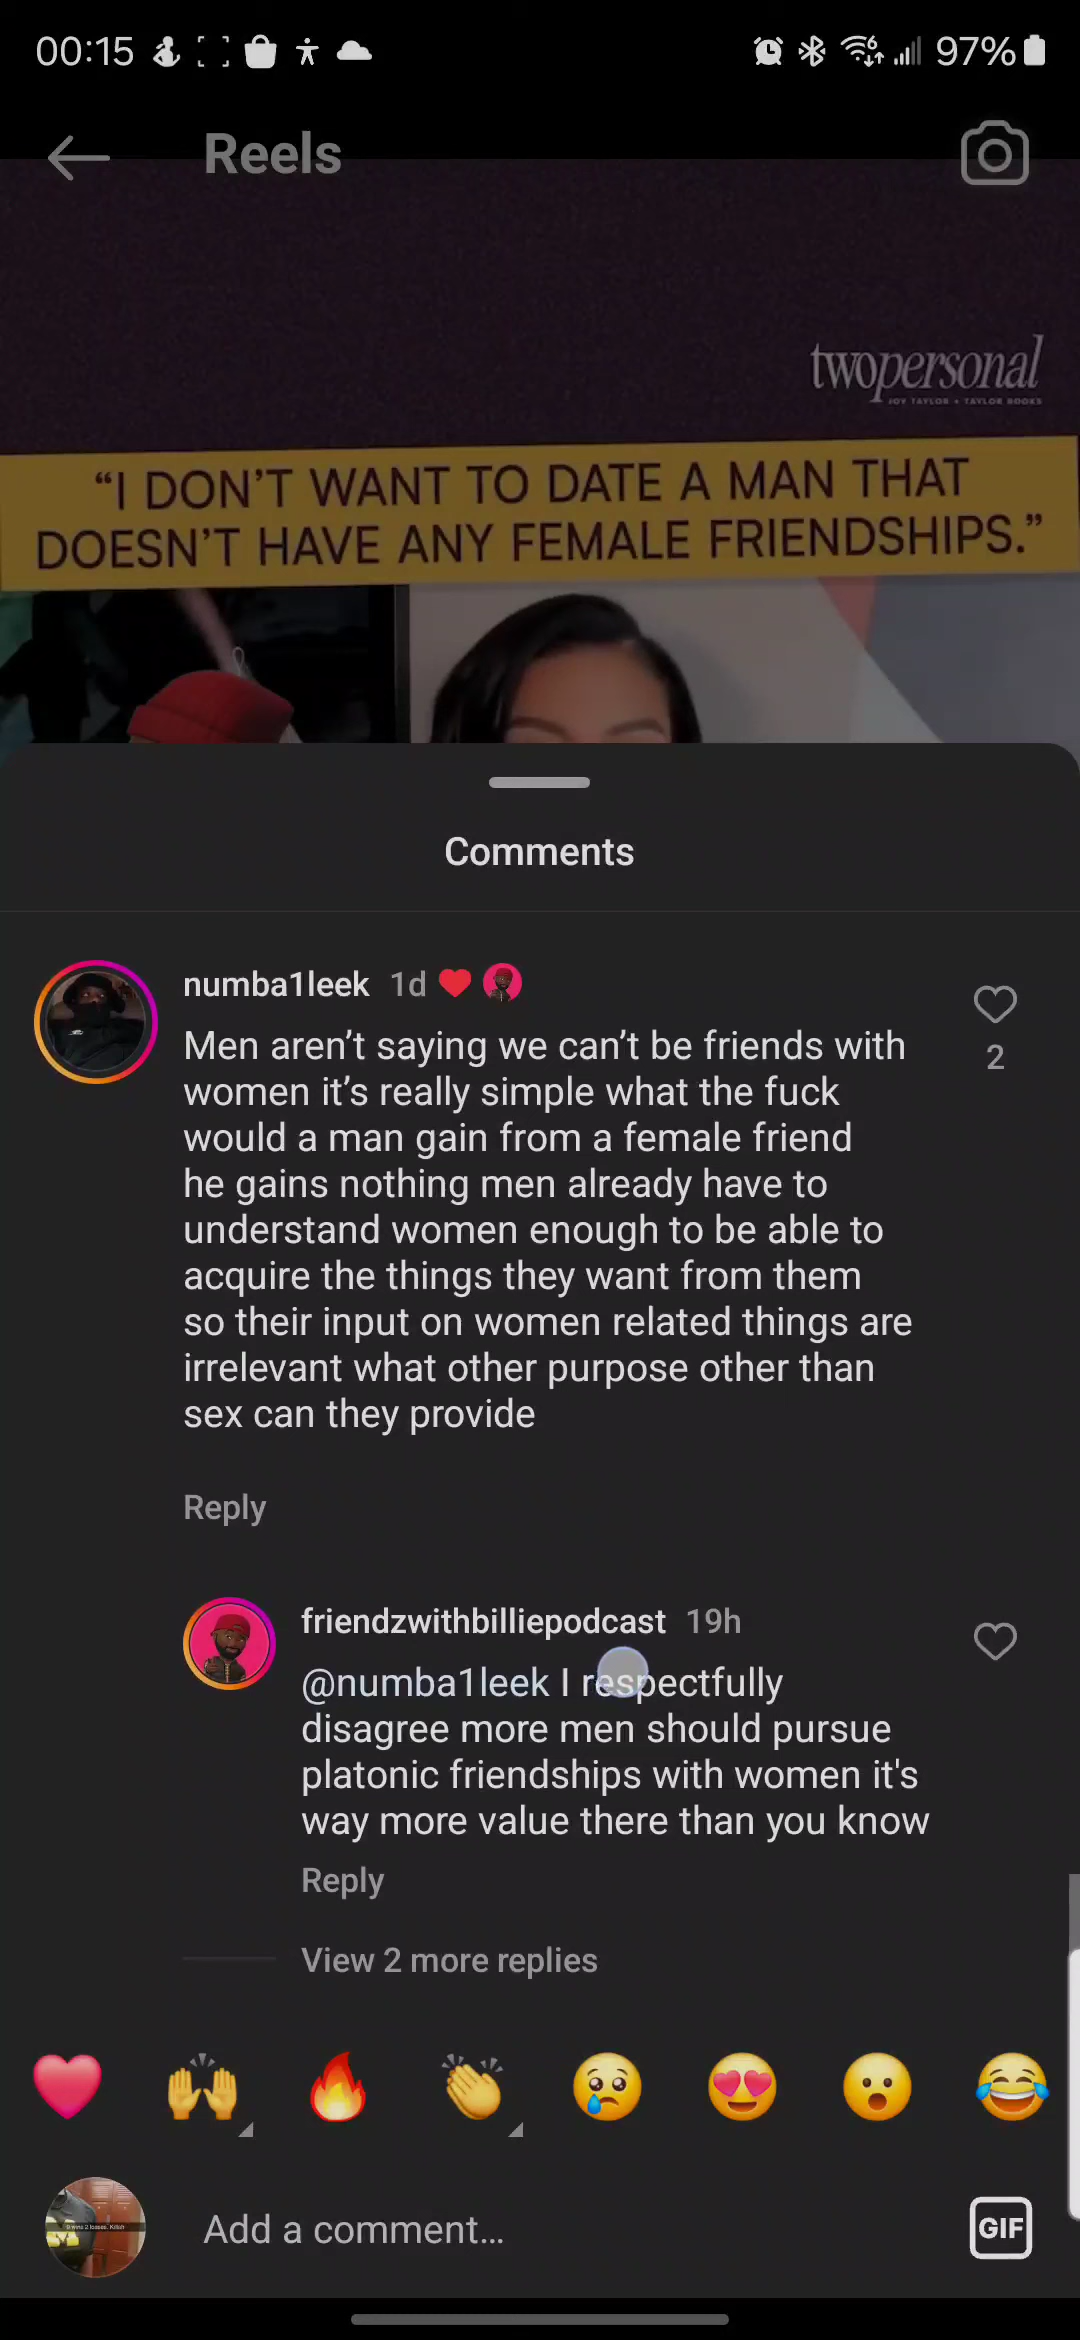 00:15
6
97%
Reels
twopersonal
JOY TAYLOR + TAYLOR ROOKS
“I DON’T WANT TO DATE A MAN THAT
DOESN’T HAVE ANY FEMALE FRIENDSHIPS.”
Comments
numba1leek 1d
Men aren’t saying we can’t be friends with
women it’s really simple what the fuck
would a man gain from a female friend
he gains nothing men already have to
understand women enough to be able to
acquire the things they want from them
so their input on women related things are
irrelevant what other purpose other than
sex can they provide
2
Reply
friendzwithbilliepodcast 19h
@numba1leek I respectfully
disagree more men should pursue
platonic friendships with women it's
way more value there than you know
Reply
View 2 more replies
Add a comment...
GIF